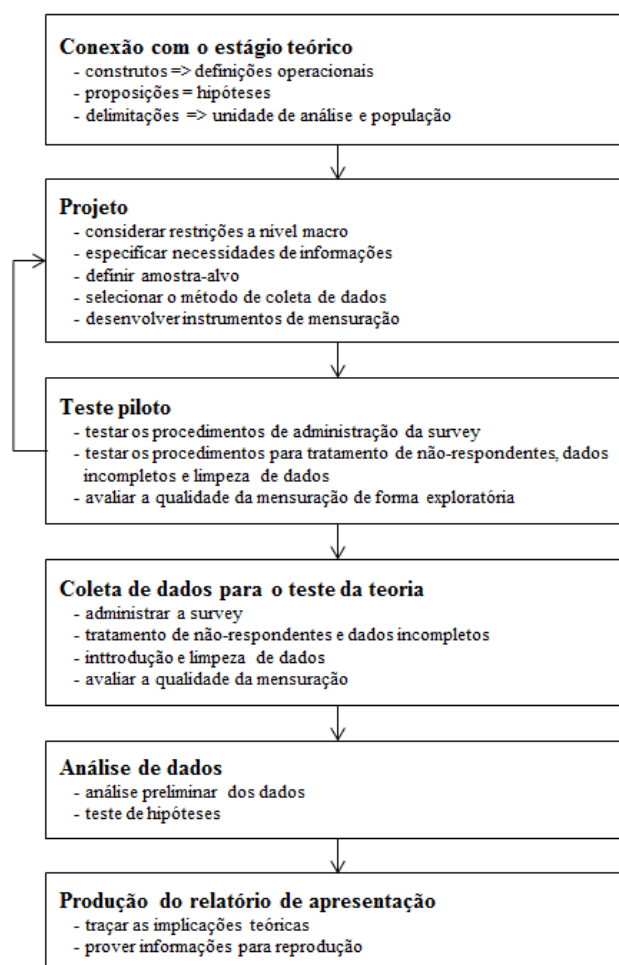 Conexão com o estágio teórico
- construtos => definições operacionais
- proposições = hipóteses
- delimitações => unidade de análise e população
Projeto
- considerar restrições a nível macro
- especificar necessidades de informações
- definir amostra-alvo
- selecionar o método de coleta de dados
- desenvolver instrumentos de mensuração
Teste piloto
- testar os procedimentos de administração da survey
- testar os procedimentos para tratamento de não-respondentes, dados
incompletos e limpeza de dados
- avaliar a qualidade da mensuração de forma exploratória
Coleta de dados para o teste da teoria
- administrar a survey
- tratamento de não-respondentes e dados incompletos
- inttrodução e limpeza de dados
- avaliar a qualidade da mensuração
Análise de dados
- análise preliminar dos dados
- teste de hipóteses
Produção do relatório de apresentação
- traçar as implicações teóricas
- prover informações para reprodução